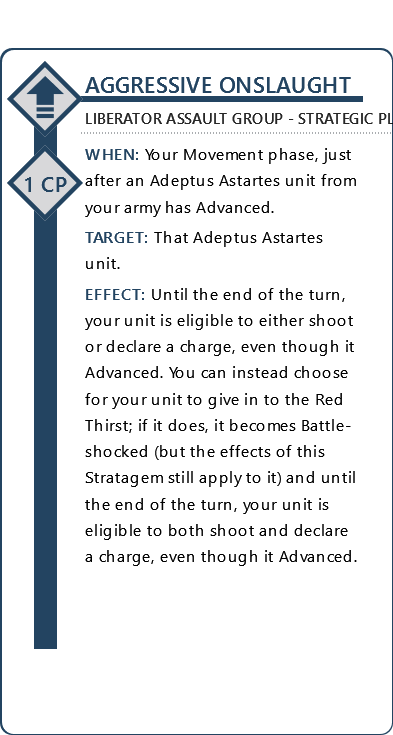 AGGRESSIVE ONSLAUGHT
LIBERATOR ASSAULT GROUP - STRATEGIC PL
1 CP
WHEN: Your Movement phase, just
after an Adeptus Astartes unit from
your army has Advanced.
TARGET: That Adeptus Astartes
unit.
EFFECT: Until the end of the turn,
your unit is eligible to either shoot
or declare a charge, even though it
Advanced. You can instead choose
for your unit to give in to the Red
Thirst; if it does, it becomes Battle-
shocked (but the effects of this
Stratagem still apply to it) and until
the end of the turn, your unit is
eligible to both shoot and declare
a charge, even though it Advanced.